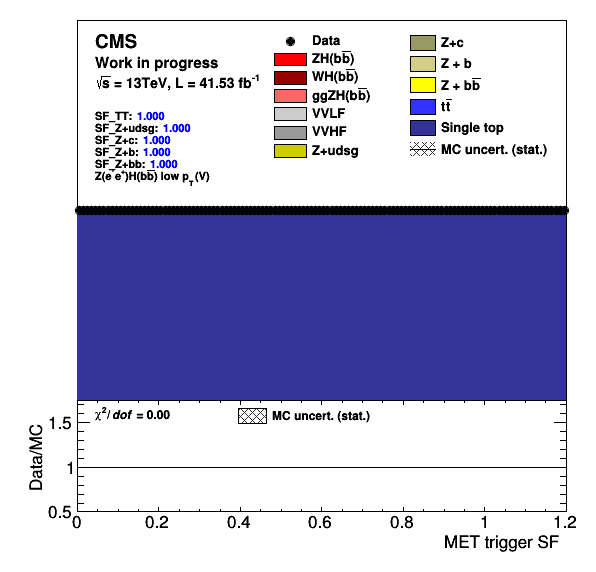 CMS
Work in progress
√s = 13TeV, L = 41.53 fb⁻¹
SF_TT: 1.000
SF_Z+udsg: 1.000
SF_Z+c: 1.000
SF_Z+b: 1.000
SF_Z+bb: 1.000
Z(e⁻e⁺)H(bb̅) low p_T(V)
Data
ZH(bb̅)
WH(bb̅)
ggZH(bb̅)
VVLF
VVHF
Z+udsg
Z+c
Z + b
Z + bb̅
tt̅
Single top
MC uncert. (stat.)
χ²/dof = 0.00
MC uncert. (stat.)
Data/MC
1.5
1
0.5
0 0.2 0.4 0.6 0.8 1 1.2
MET trigger SF